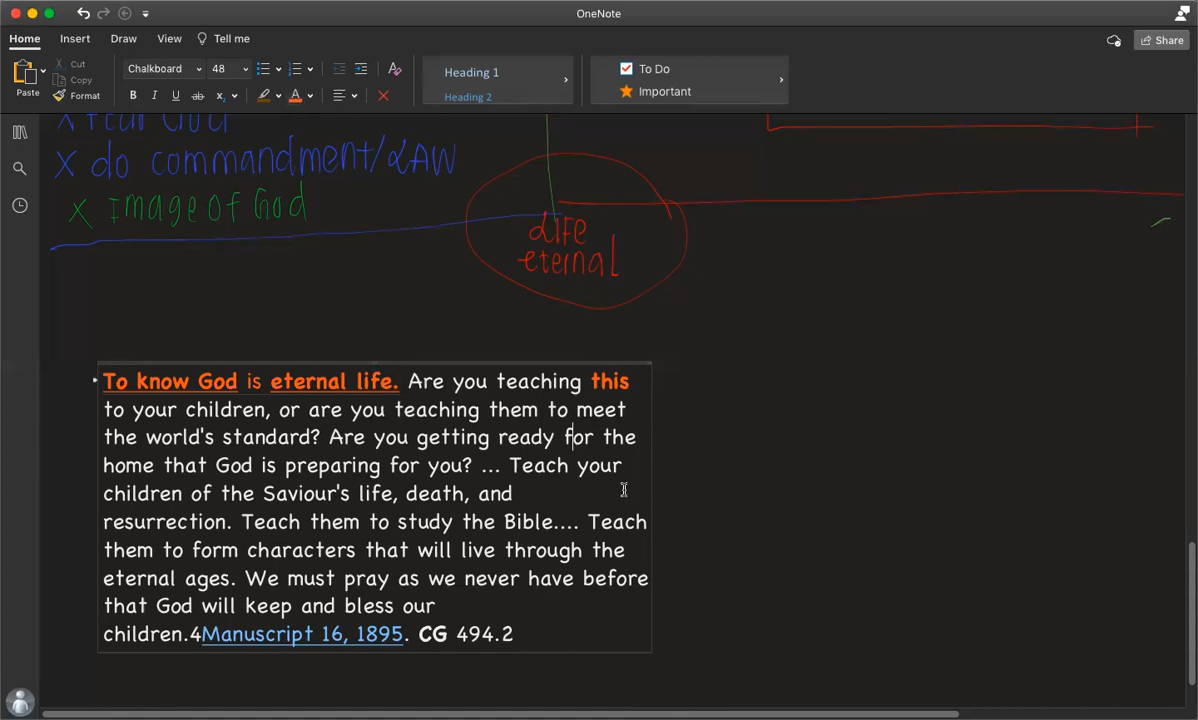 OneNote
Home Insert Draw View Tell me
Share
Paste
Cut
Copy
Format
Chalkboard 48
B I U ab x₂ A
Heading 1
Heading 2
To Do
Important
x fear God
x do commandment/LAW
x Image of God
Life
eternal
• To know God is eternal life. Are you teaching this
to your children, or are you teaching them to meet
the world's standard? Are you getting ready for the
home that God is preparing for you? ... Teach your
children of the Saviour's life, death, and
resurrection. Teach them to study the Bible.... Teach
them to form characters that will live through the
eternal ages. We must pray as we never have before
that God will keep and bless our
children.4Manuscript 16, 1895. CG 494.2